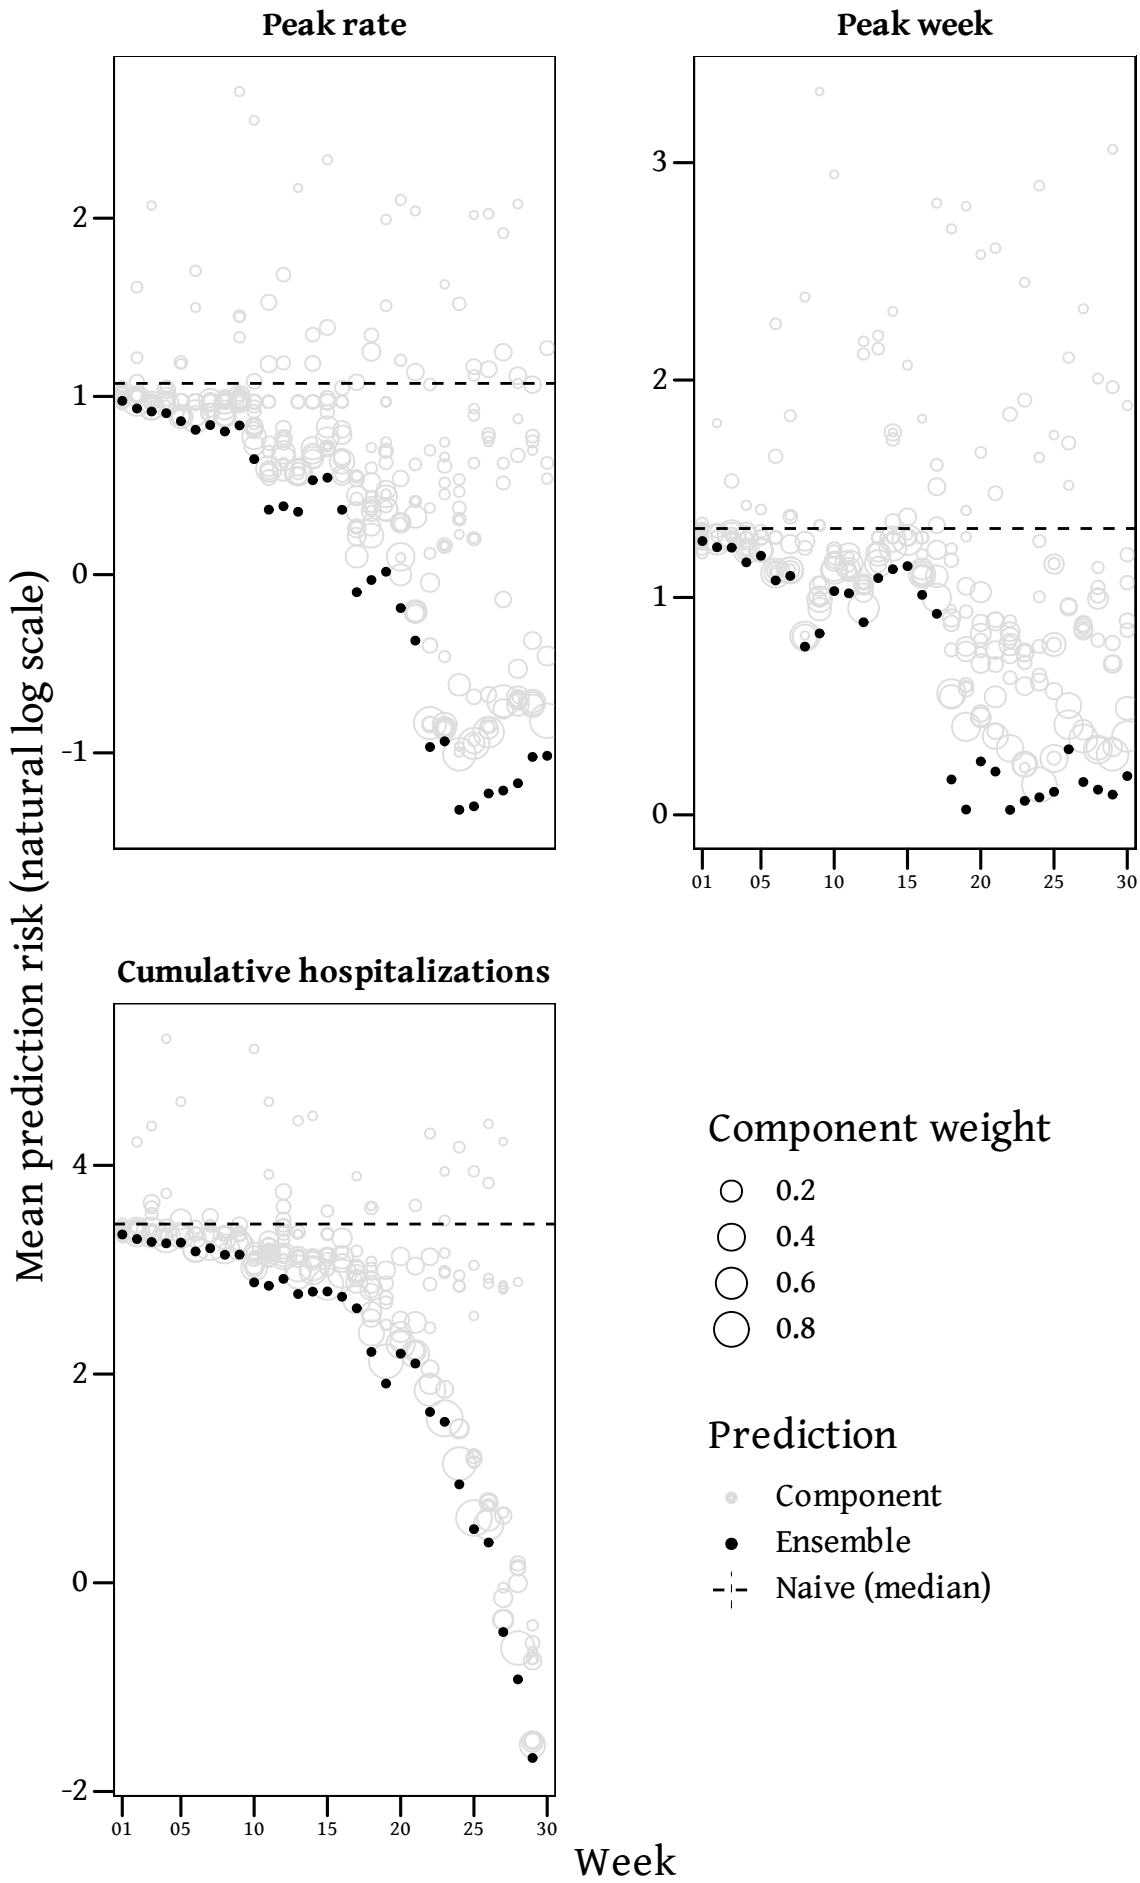 Peak rate
Peak week
2
1
0
-1
3
2
1
0
01 05 10 15 20 25 30
Mean prediction risk (natural log scale)
Cumulative hospitalizations
4
2
0
-2
01 05 10 15 20 25 30
Week
Component weight
0.2
0.4
0.6
0.8
Prediction
Component
Ensemble
Naive (median)